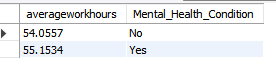 averageworkhours Mental_Health_Condition
54.0557 No
55.1534 Yes